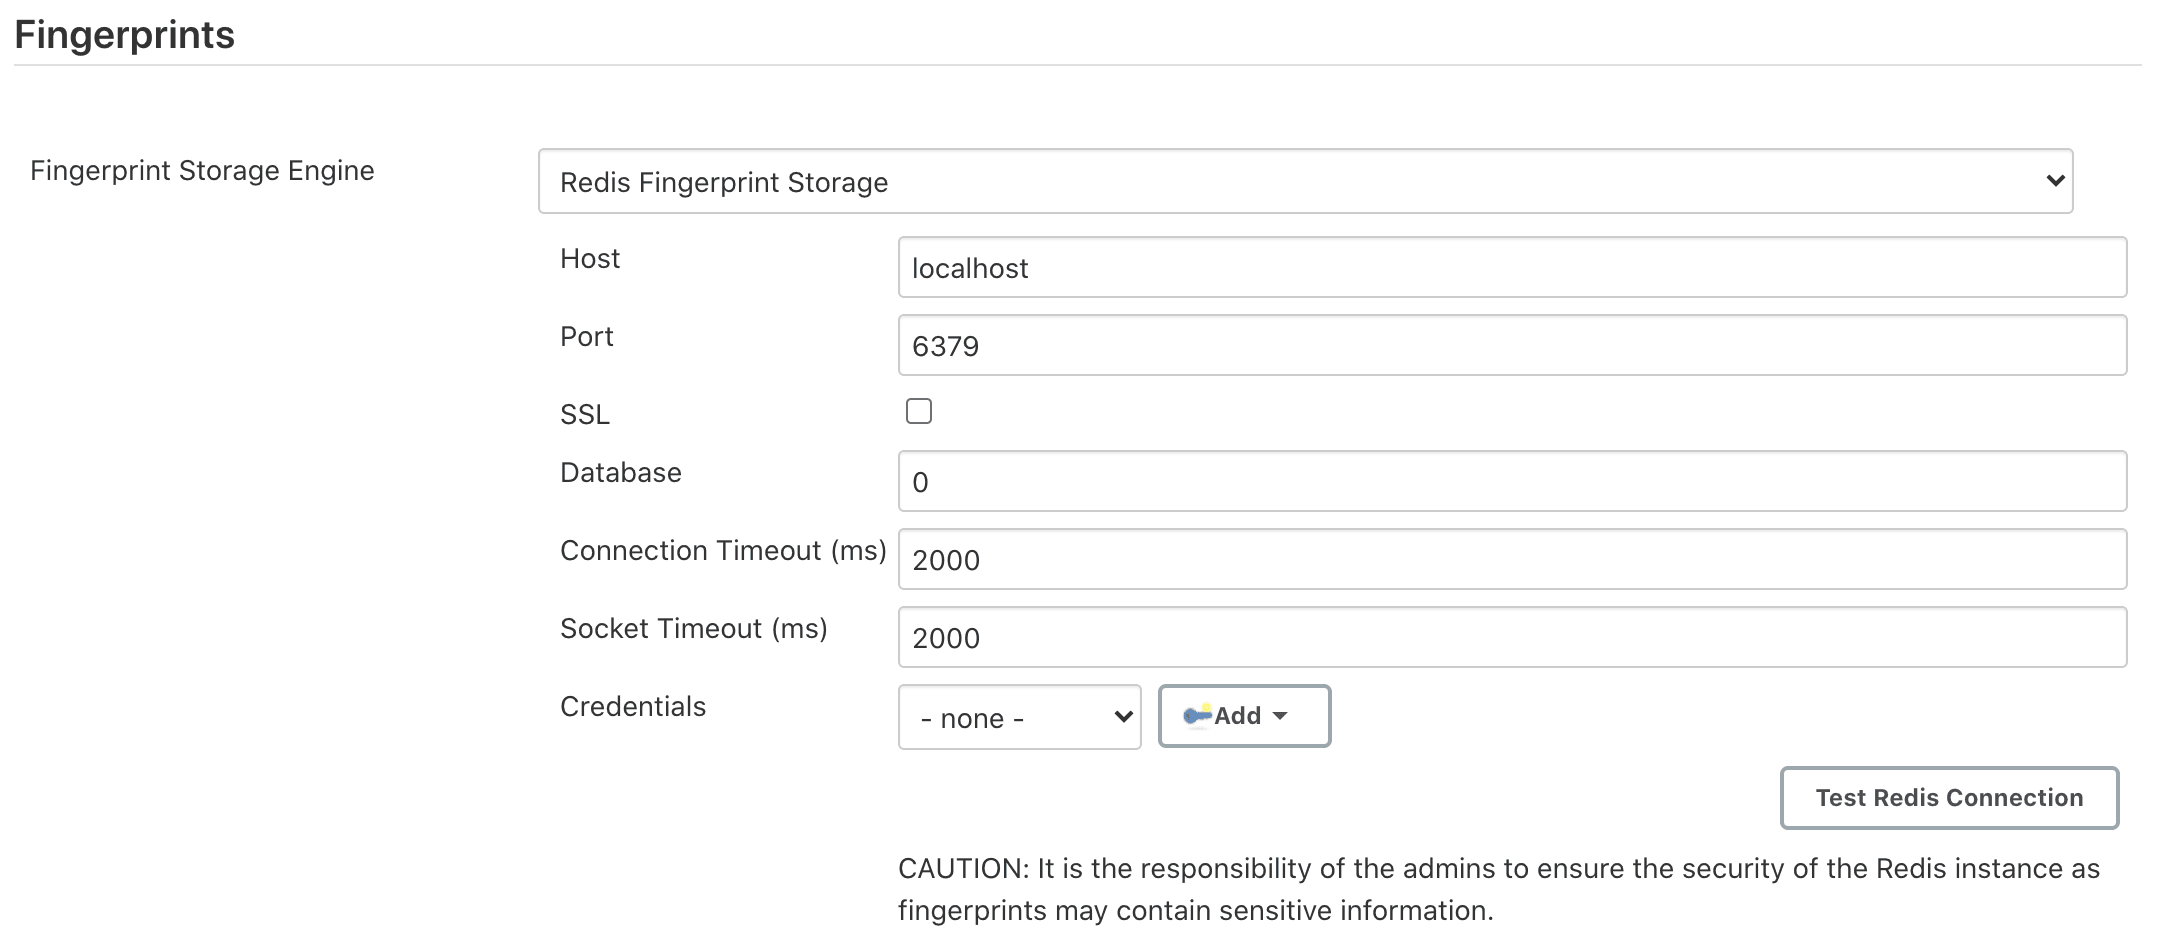 Fingerprints
Fingerprint Storage Engine
Redis Fingerprint Storage
Host
localhost
Port
6379
SSL
Database
0
Connection Timeout (ms)
2000
Socket Timeout (ms)
2000
Credentials
- none -
Add
Test Redis Connection
CAUTION: It is the responsibility of the admins to ensure the security of the Redis instance as
fingerprints may contain sensitive information.